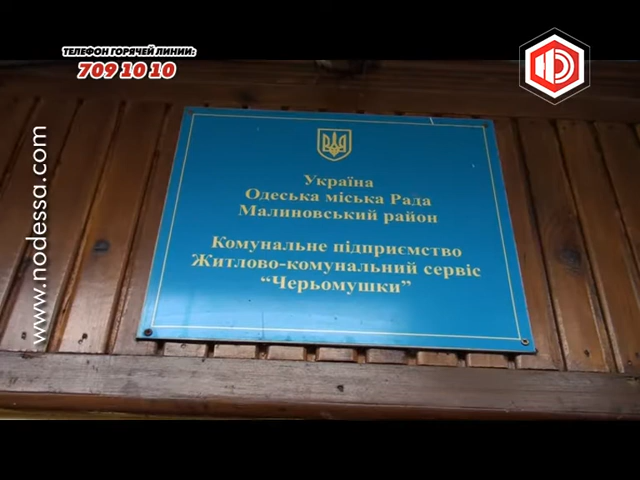 ТЕЛЕФОН ГОРЯЧЕЙ ЛИНИИ:
709 10 10
www.nodessa.com
Україна
Одеська міська Рада
Малиновський район
Комунальне підприємство
Житлово-комунальний сервіс
“Черьомушки”